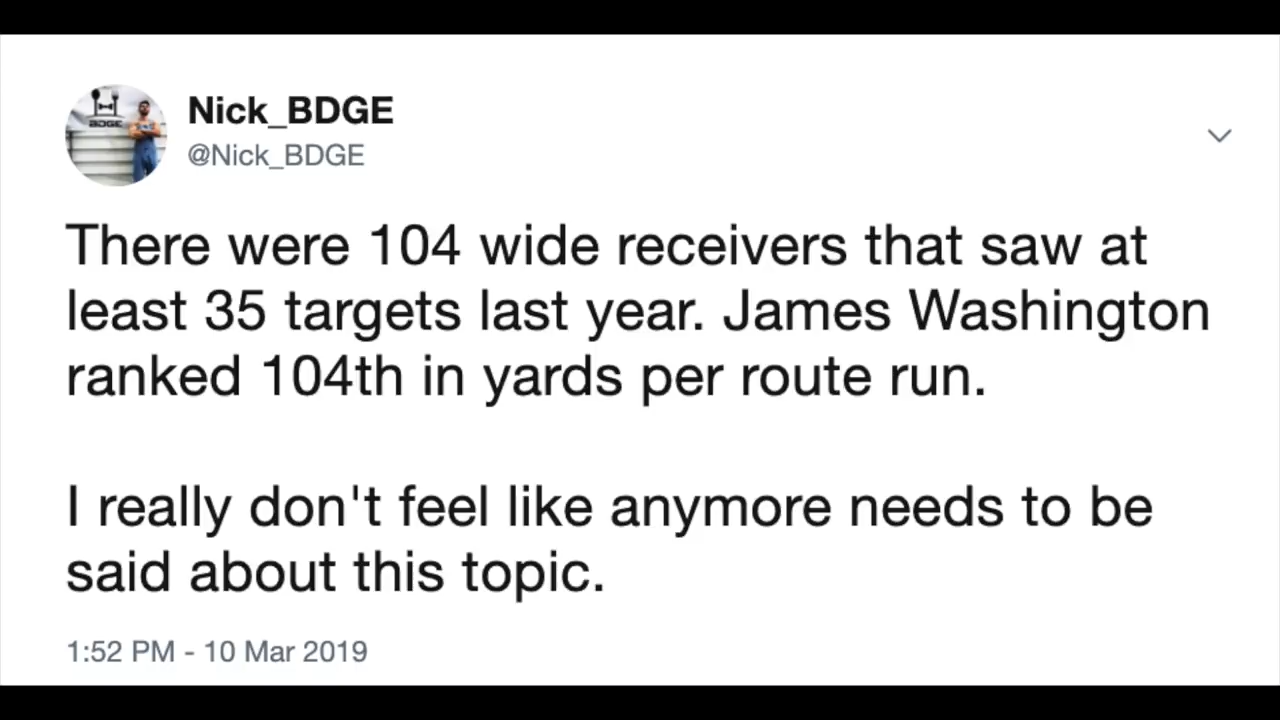 Nick_BDGE
@Nick_BDGE
There were 104 wide receivers that saw at
least 35 targets last year. James Washington
ranked 104th in yards per route run.
I really don't feel like anymore needs to be
said about this topic.
1:52 PM - 10 Mar 2019